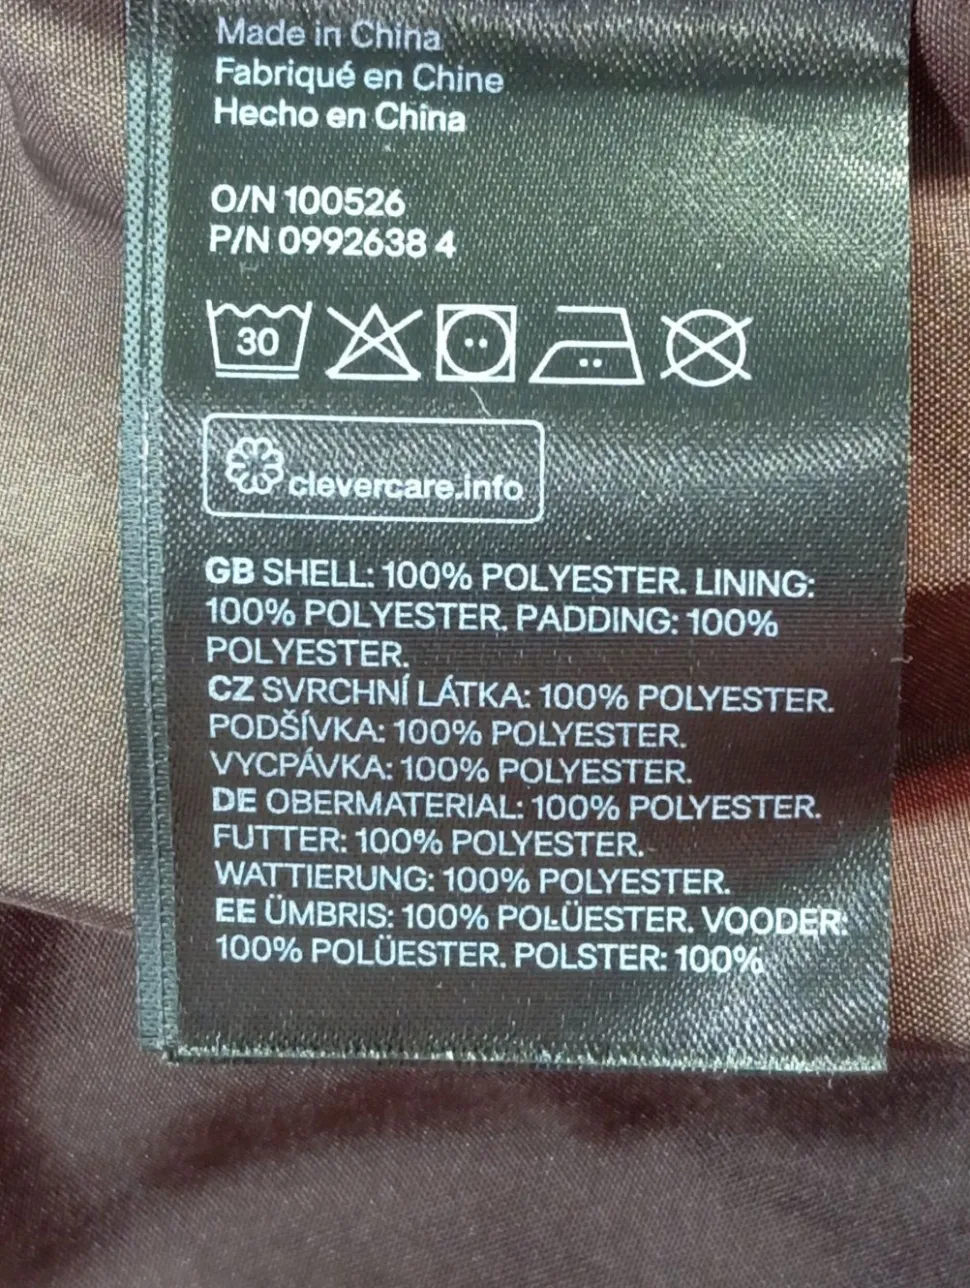 Made in China
Fabriqué en Chine
Hecho en China
O/N 100526
P/N 0992638 4
30
clevercare.info
GB SHELL: 100% POLYESTER. LINING:
100% POLYESTER. PADDING: 100%
POLYESTER.
CZ SVRCHNÍ LÁTKA: 100% POLYESTER.
PODŠÍVKA: 100% POLYESTER.
VYCPÁVKA: 100% POLYESTER.
DE OBERMATERIAL: 100% POLYESTER.
FUTTER: 100% POLYESTER.
WATTIERUNG: 100% POLYESTER.
EE ÜMBRIS: 100% POLÜESTER. VOODER:
100% POLÜESTER. POLSTER: 100%